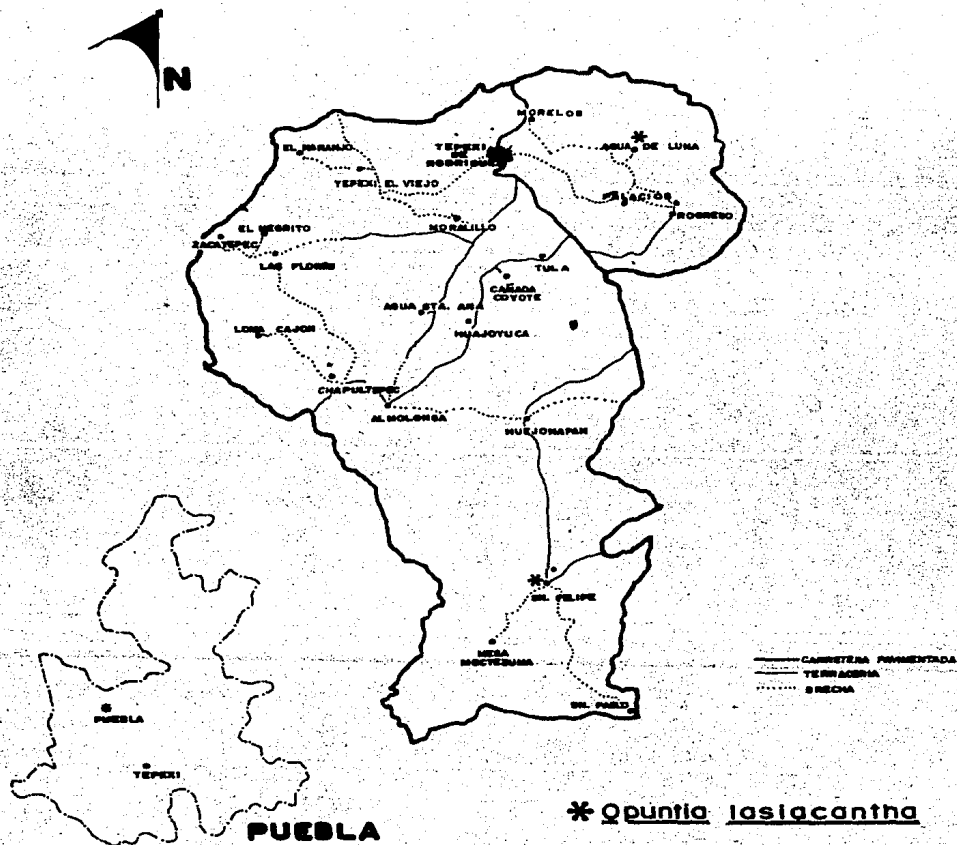 N
MORELOS
EL NARANJO
TEPEXI
DE
RODRIGUEZ
AGUA DE LUNA
TEPEXI EL VIEJO
PALACIOS
PROGRESO
MORALILLO
EL NEGRITO
ZACATEPEC
LAS FLORES
TULA
CAÑADA
COYOTE
AGUA STA. ANA
HUAJOYUCA
LOMA CAJON
CHAPULTEPEC
ALMOLONGA
HUEJONAPAN
SN. FELIPE
MESA
MOCTEZUMA
CARRETERA PAVIMENTADA
TERRACERIA
BRECHA
SN. PABLO
PUEBLA
TEPEXI
PUEBLA
* Opuntia lasiacantha